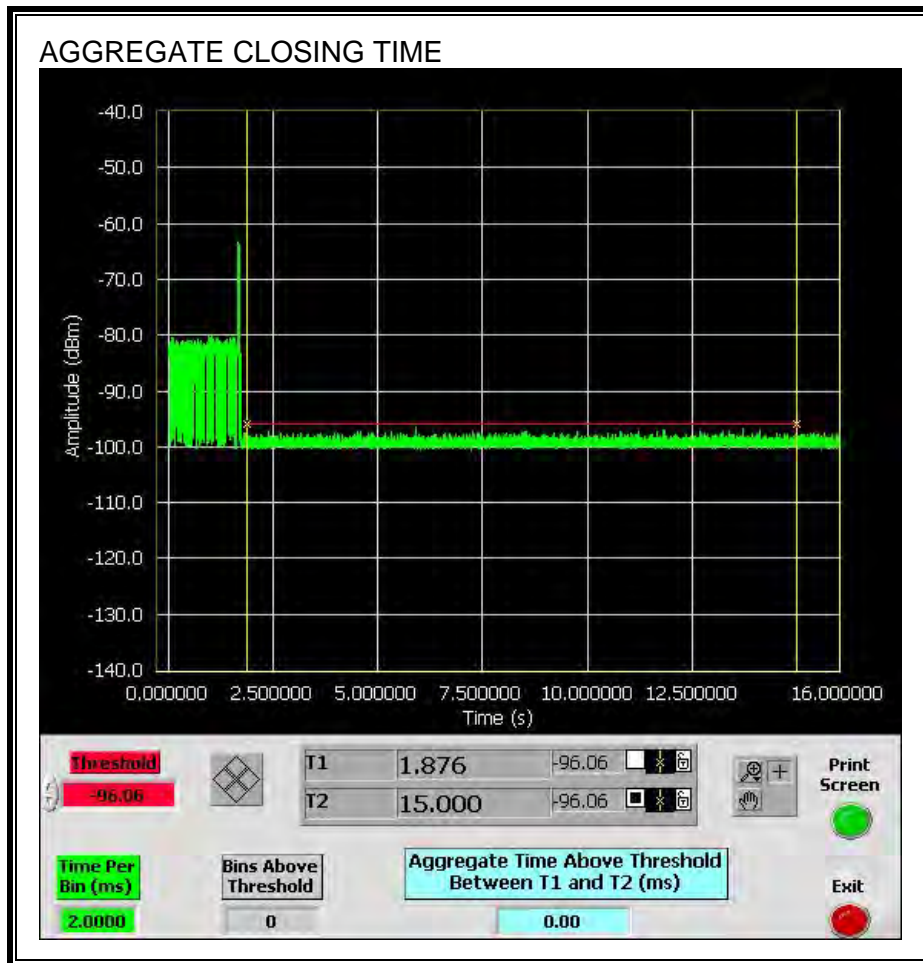 AGGREGATE CLOSING TIME
-40.0
-50.0
-60.0
-70.0
-80.0
-90.0
-100.0
-110.0
-120.0
-130.0
-140.0
Amplitude (dBm)
0.000000 2.500000 5.000000 7.500000 10.000000 12.500000 16.000000
Time (s)
Threshold
-96.06
T1 1.876 -96.06
T2 15.000 -96.06
Print
Screen
Time Per
Bin (ms)
2.0000
Bins Above
Threshold
0
Aggregate Time Above Threshold
Between T1 and T2 (ms)
0.00
Exit